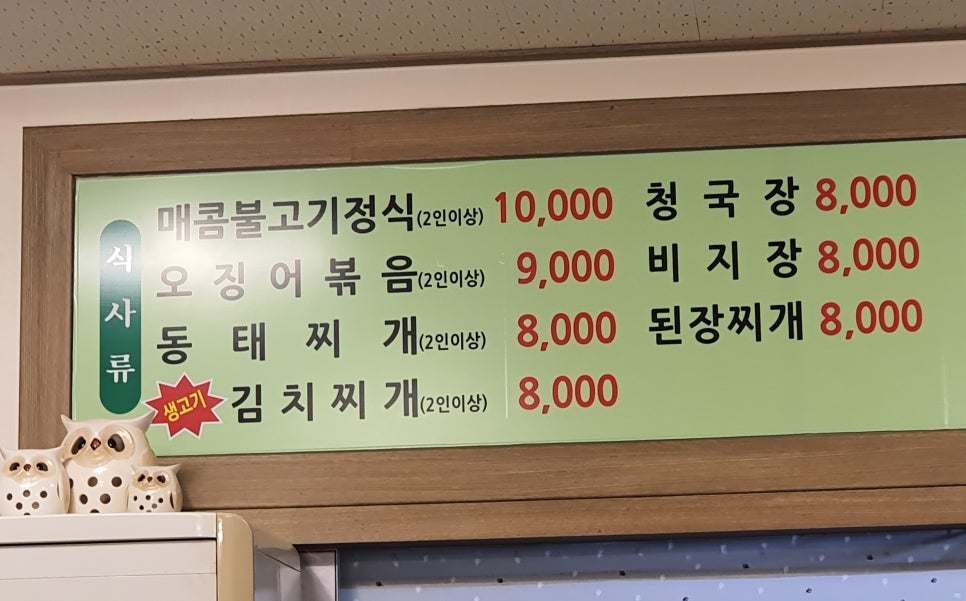 식사류
매콤불고기정식(2인이상) 10,000
오징어볶음(2인이상) 9,000
동태찌개(2인이상) 8,000
생고기 김치찌개(2인이상) 8,000
청국장 8,000
비지장 8,000
된장찌개 8,000